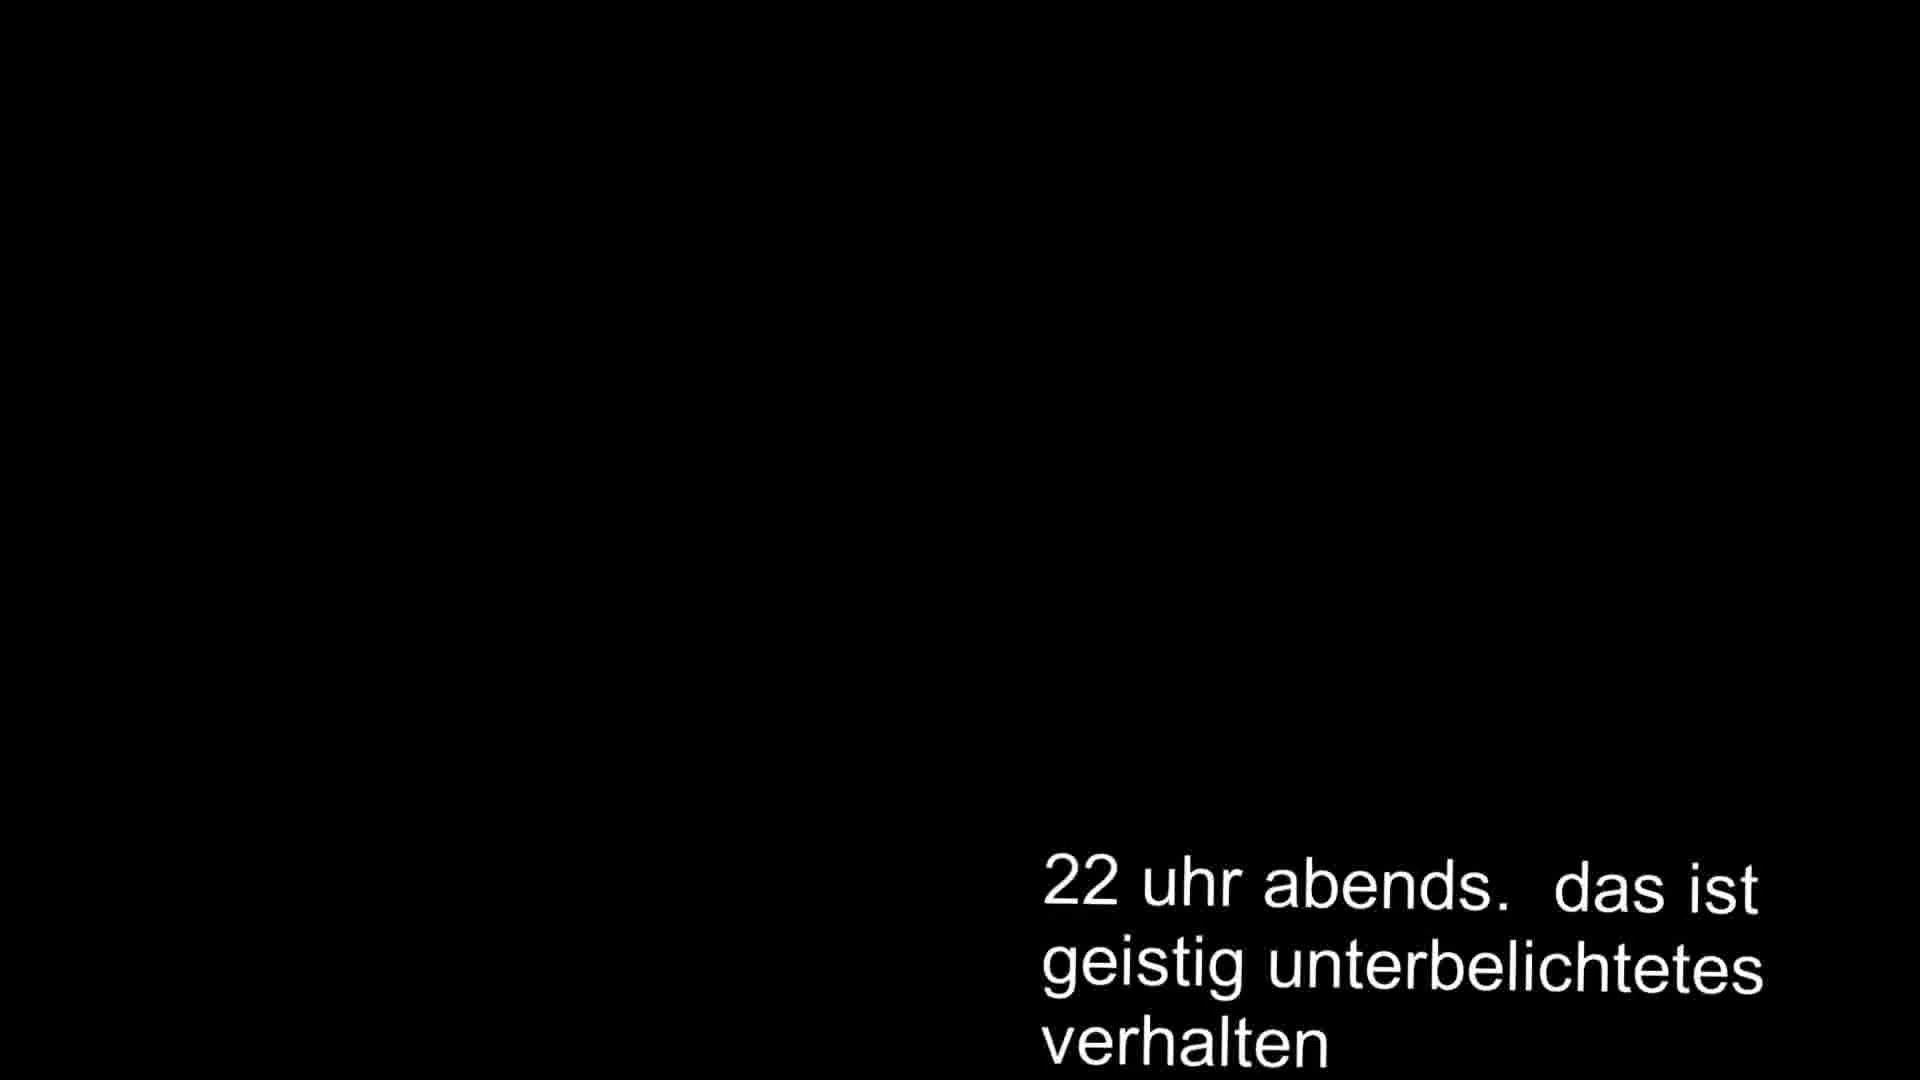 22 uhr abends.  das ist
geistig unterbelichtetes
verhalten